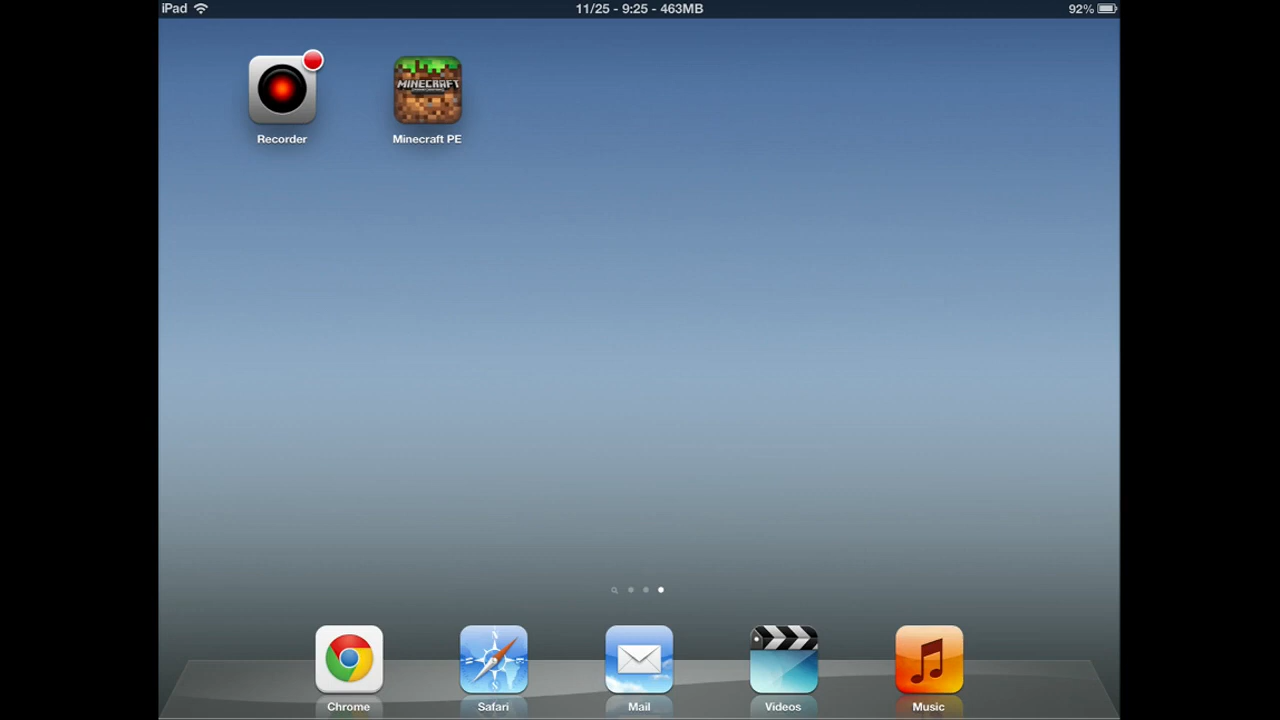 iPad 11/25 - 9:25 - 463MB 92%
MINECRAFT
Recorder Minecraft PE
Chrome Safari Mail Videos Music